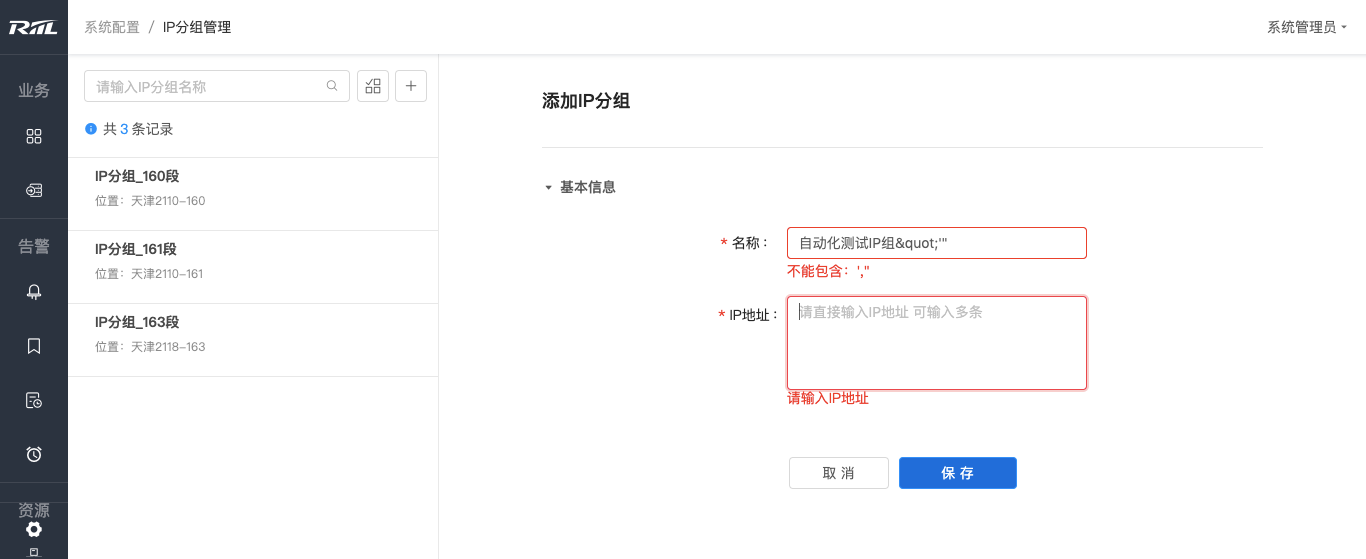 RIIL
系统配置 / IP分组管理
系统管理员
业务
告警
资源
请输入IP分组名称
共 3 条记录
IP分组_160段
位置：天津2110-160
IP分组_161段
位置：天津2110-161
IP分组_163段
位置：天津2118-163
添加IP分组
基本信息
* 名称：
自动化测试IP组&quot;'"
不能包含：',"
* IP地址：
请直接输入IP地址 可输入多条
请输入IP地址
取 消
保 存